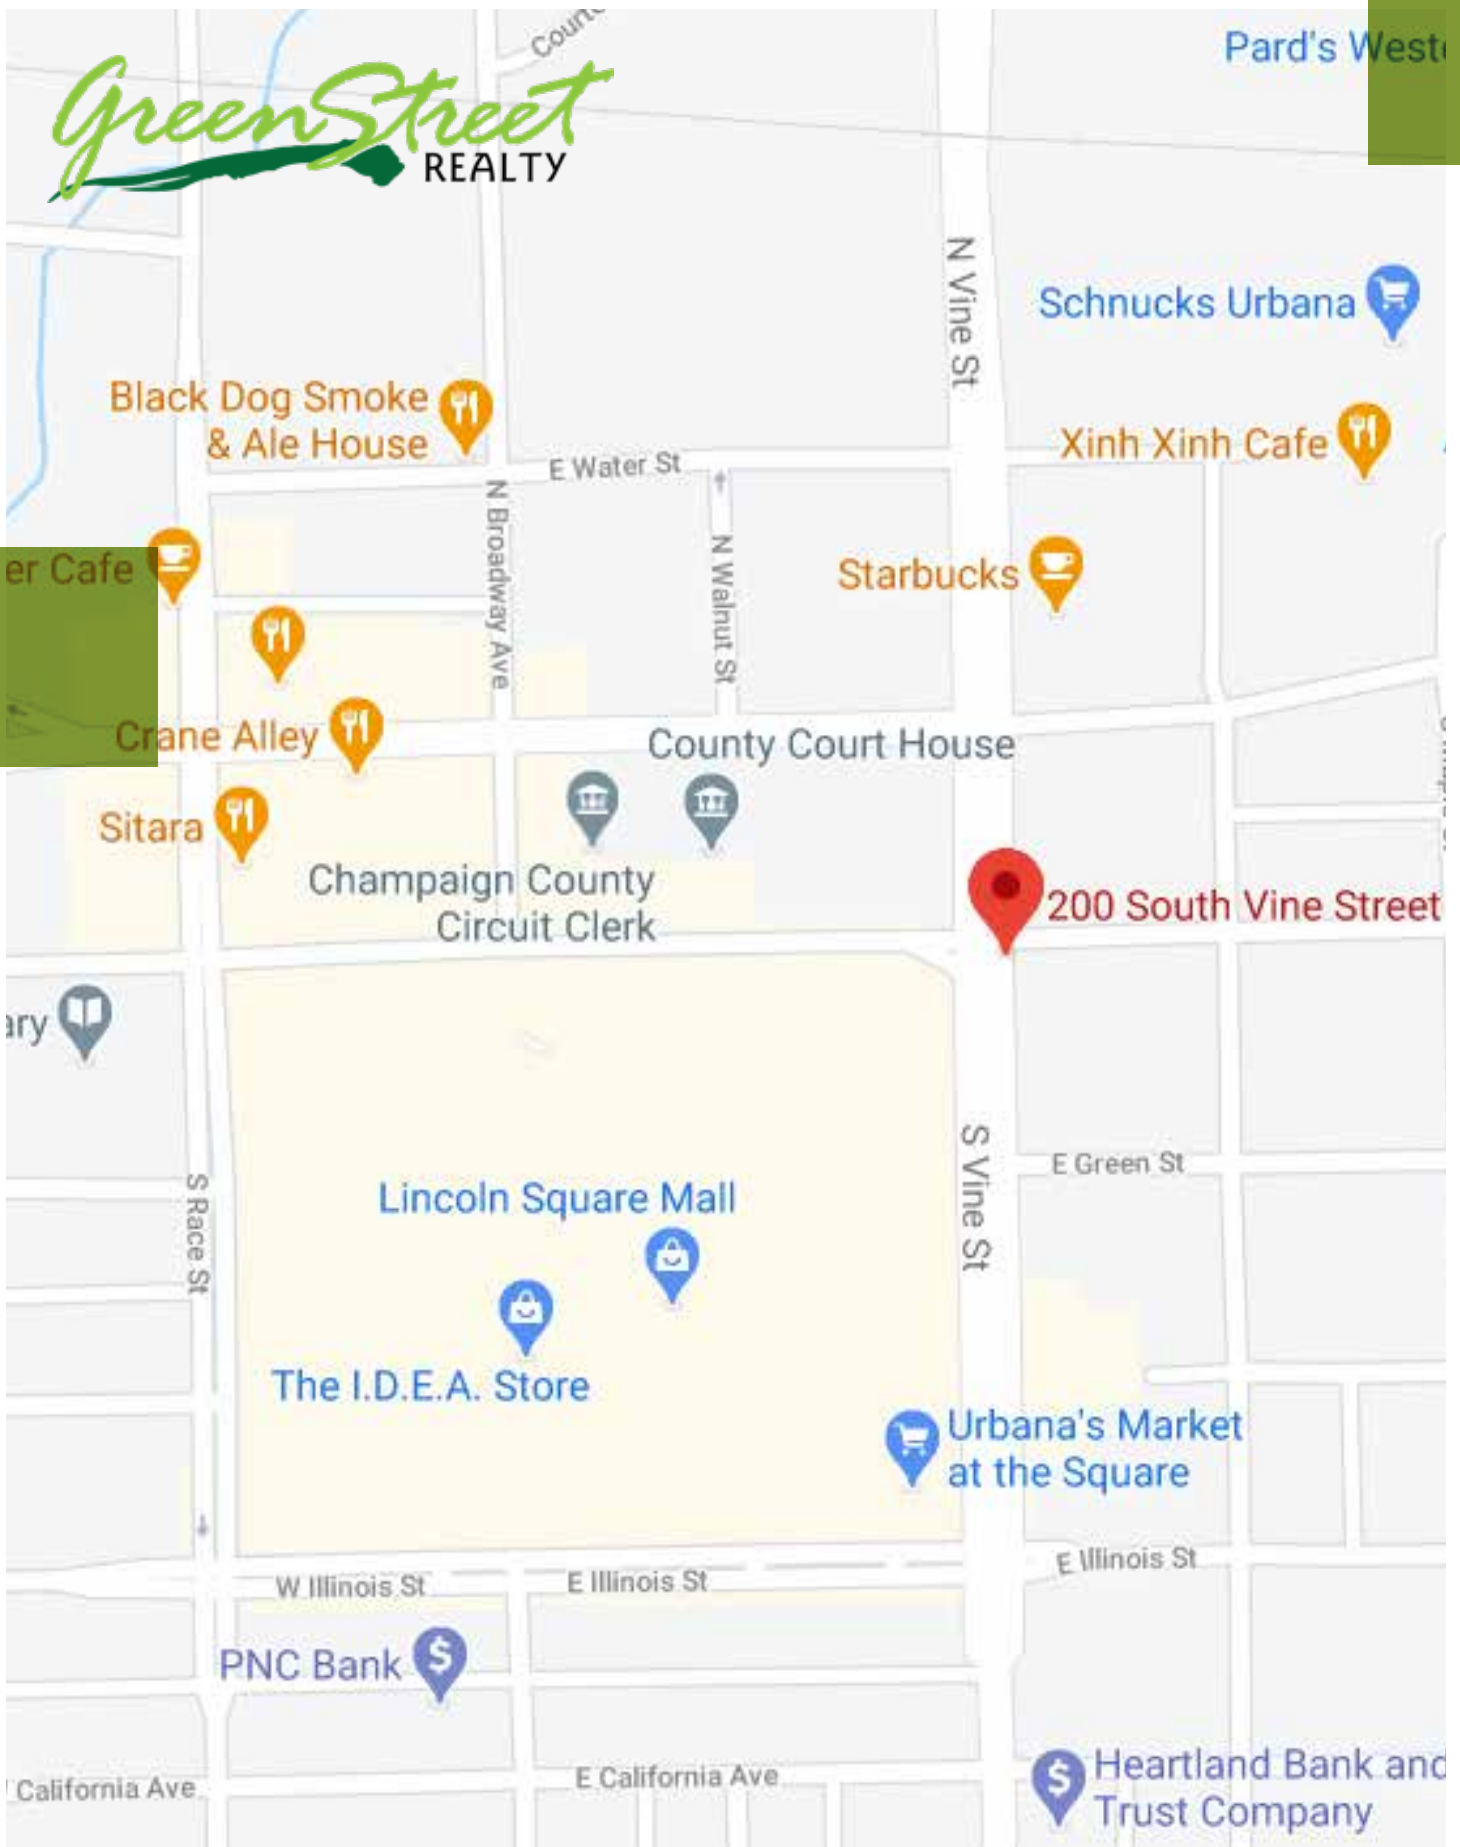 Courte
Pard's Weste
GreenStreet
REALTY
N Vine St
Schnucks Urbana
Black Dog Smoke
& Ale House
Xinh Xinh Cafe
E Water St
N Broadway Ave
N Walnut St
er Cafe
Starbucks
Crane Alley
County Court House
Sitara
Champaign County
Circuit Clerk
200 South Vine Street
ary
S Vine St
E Green St
S Race St
Lincoln Square Mall
The I.D.E.A. Store
Urbana's Market
at the Square
W Illinois St
E Illinois St
E Illinois St
PNC Bank
California Ave
E California Ave
Heartland Bank and
Trust Company